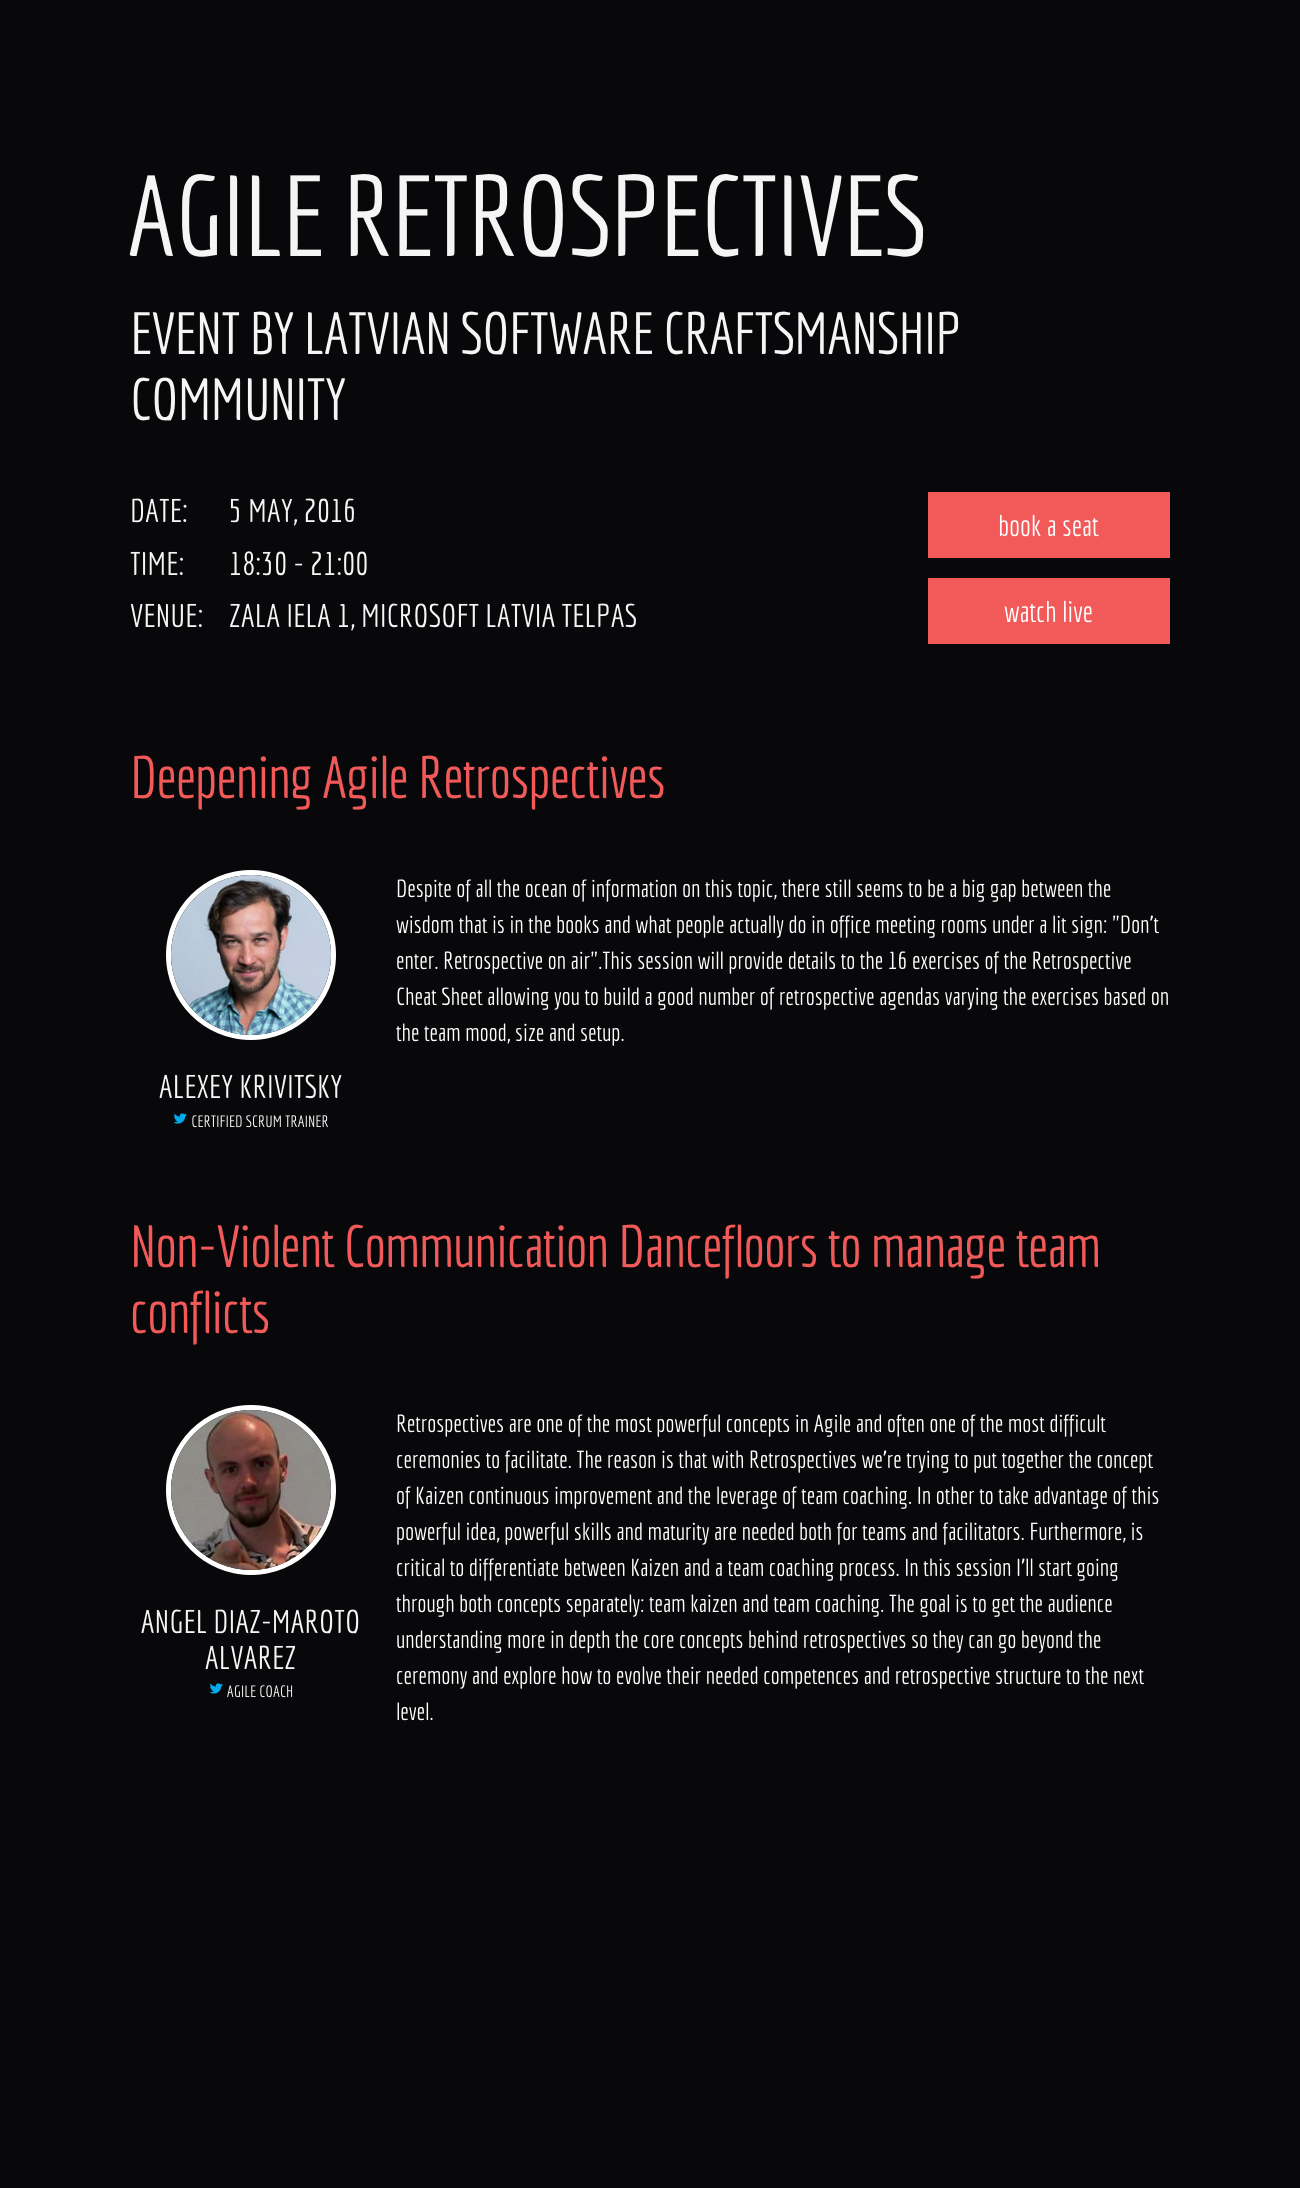 AGILE RETROSPECTIVES
EVENT BY LATVIAN SOFTWARE CRAFTSMANSHIP
COMMUNITY
DATE: 5 MAY, 2016
TIME: 18:30 - 21:00
VENUE: ZALA IELA 1, MICROSOFT LATVIA TELPAS
book a seat
watch live
Deepening Agile Retrospectives
Despite of all the ocean of information on this topic, there still seems to be a big gap between the
wisdom that is in the books and what people actually do in office meeting rooms under a lit sign: "Don't
enter. Retrospective on air".This session will provide details to the 16 exercises of the Retrospective
Cheat Sheet allowing you to build a good number of retrospective agendas varying the exercises based on
the team mood, size and setup.
ALEXEY KRIVITSKY
CERTIFIED SCRUM TRAINER
Non-Violent Communication Dancefloors to manage team
conflicts
Retrospectives are one of the most powerful concepts in Agile and often one of the most difficult
ceremonies to facilitate. The reason is that with Retrospectives we're trying to put together the concept
of Kaizen continuous improvement and the leverage of team coaching. In other to take advantage of this
powerful idea, powerful skills and maturity are needed both for teams and facilitators. Furthermore, is
critical to differentiate between Kaizen and a team coaching process. In this session I'll start going
through both concepts separately: team kaizen and team coaching. The goal is to get the audience
understanding more in depth the core concepts behind retrospectives so they can go beyond the
ceremony and explore how to evolve their needed competences and retrospective structure to the next
level.
ANGEL DIAZ-MAROTO
ALVAREZ
AGILE COACH